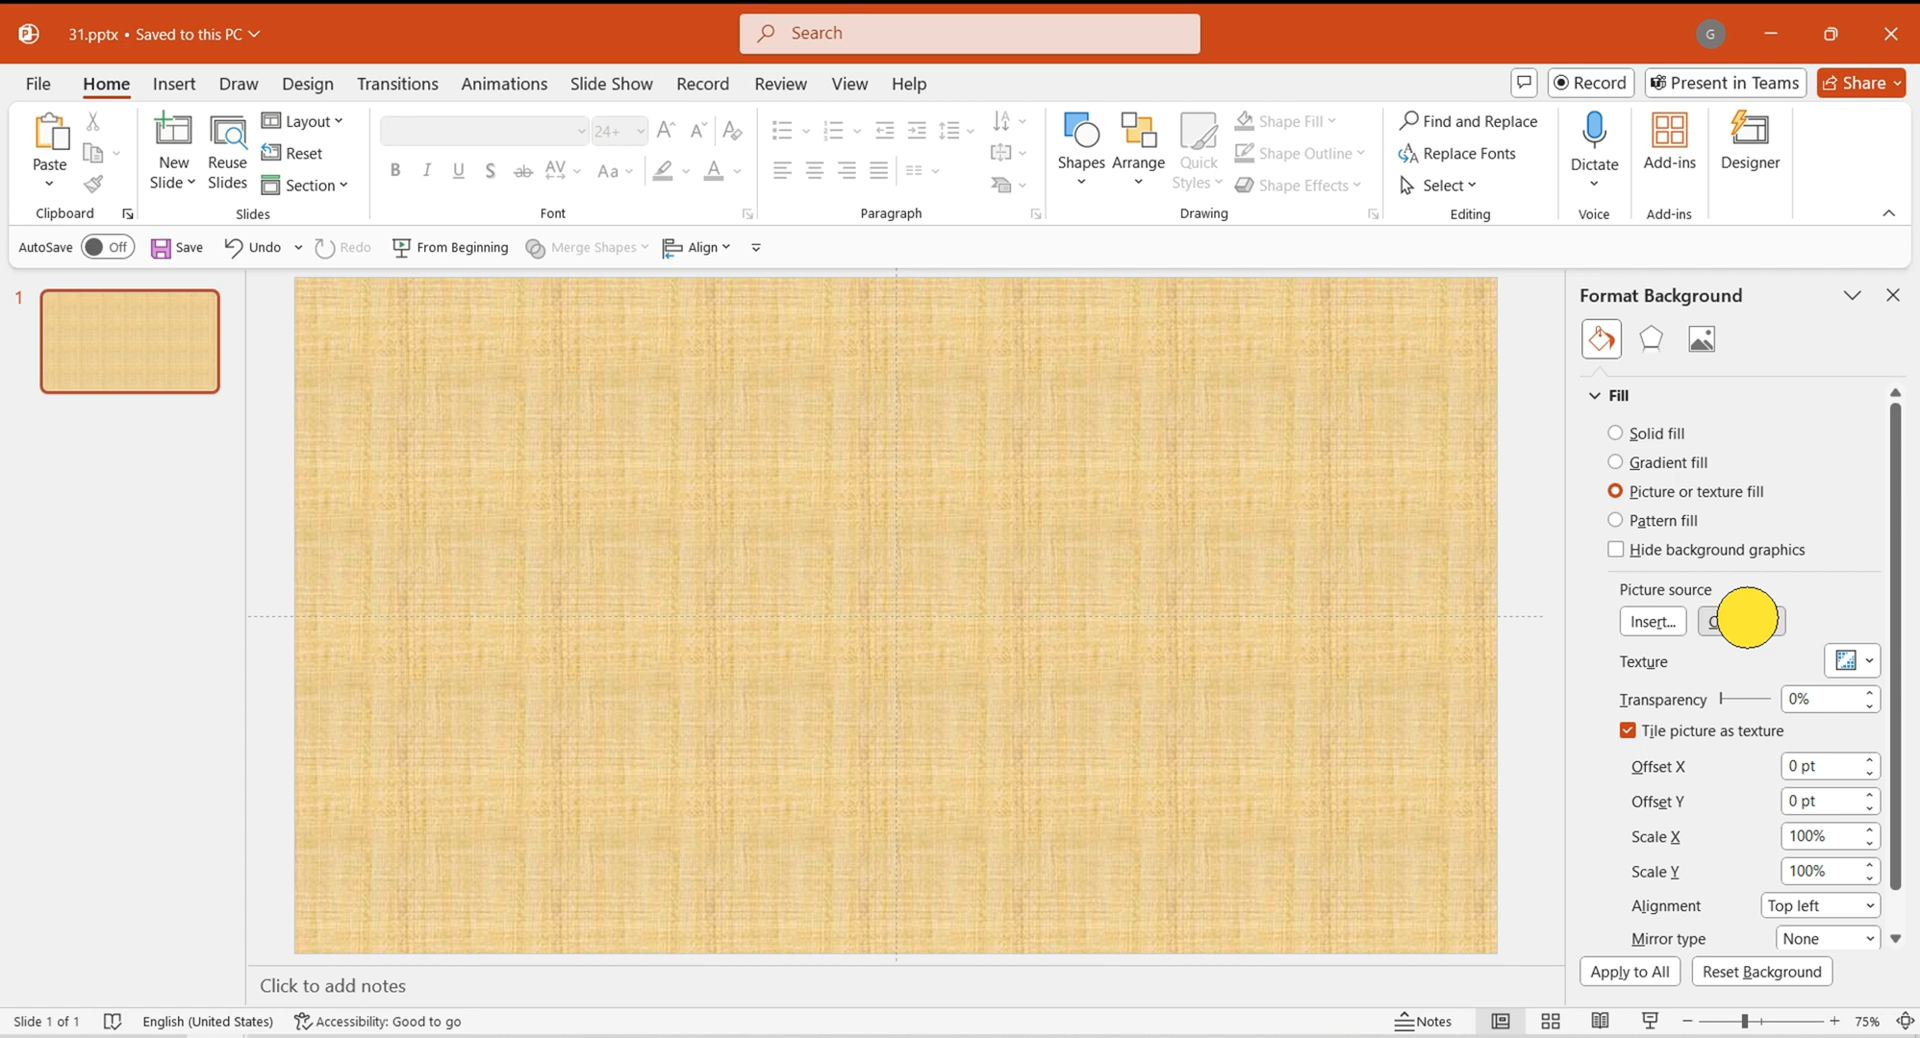 31.pptx • Saved to this PC
Search
G
File Home Insert Draw Design Transitions Animations Slide Show Record Review View Help
Record Present in Teams Share
Paste
New Slide
Reuse Slides
Layout
Reset
Section
24+
B I U S ab AV Aa A
Shapes
Arrange
Quick Styles
Shape Fill
Shape Outline
Shape Effects
Find and Replace
Replace Fonts
Select
Dictate
Add-ins
Designer
Clipboard Slides Font Paragraph Drawing Editing Voice Add-ins
AutoSave Off Save Undo Redo From Beginning Merge Shapes Align
1
Format Background
Fill
Solid fill
Gradient fill
Picture or texture fill
Pattern fill
Hide background graphics
Picture source
Insert...
Texture
Transparency 0%
Tile picture as texture
Offset X 0 pt
Offset Y 0 pt
Scale X 100%
Scale Y 100%
Alignment Top left
Mirror type None
Apply to All Reset Background
Click to add notes
Slide 1 of 1 English (United States) Accessibility: Good to go Notes 75%